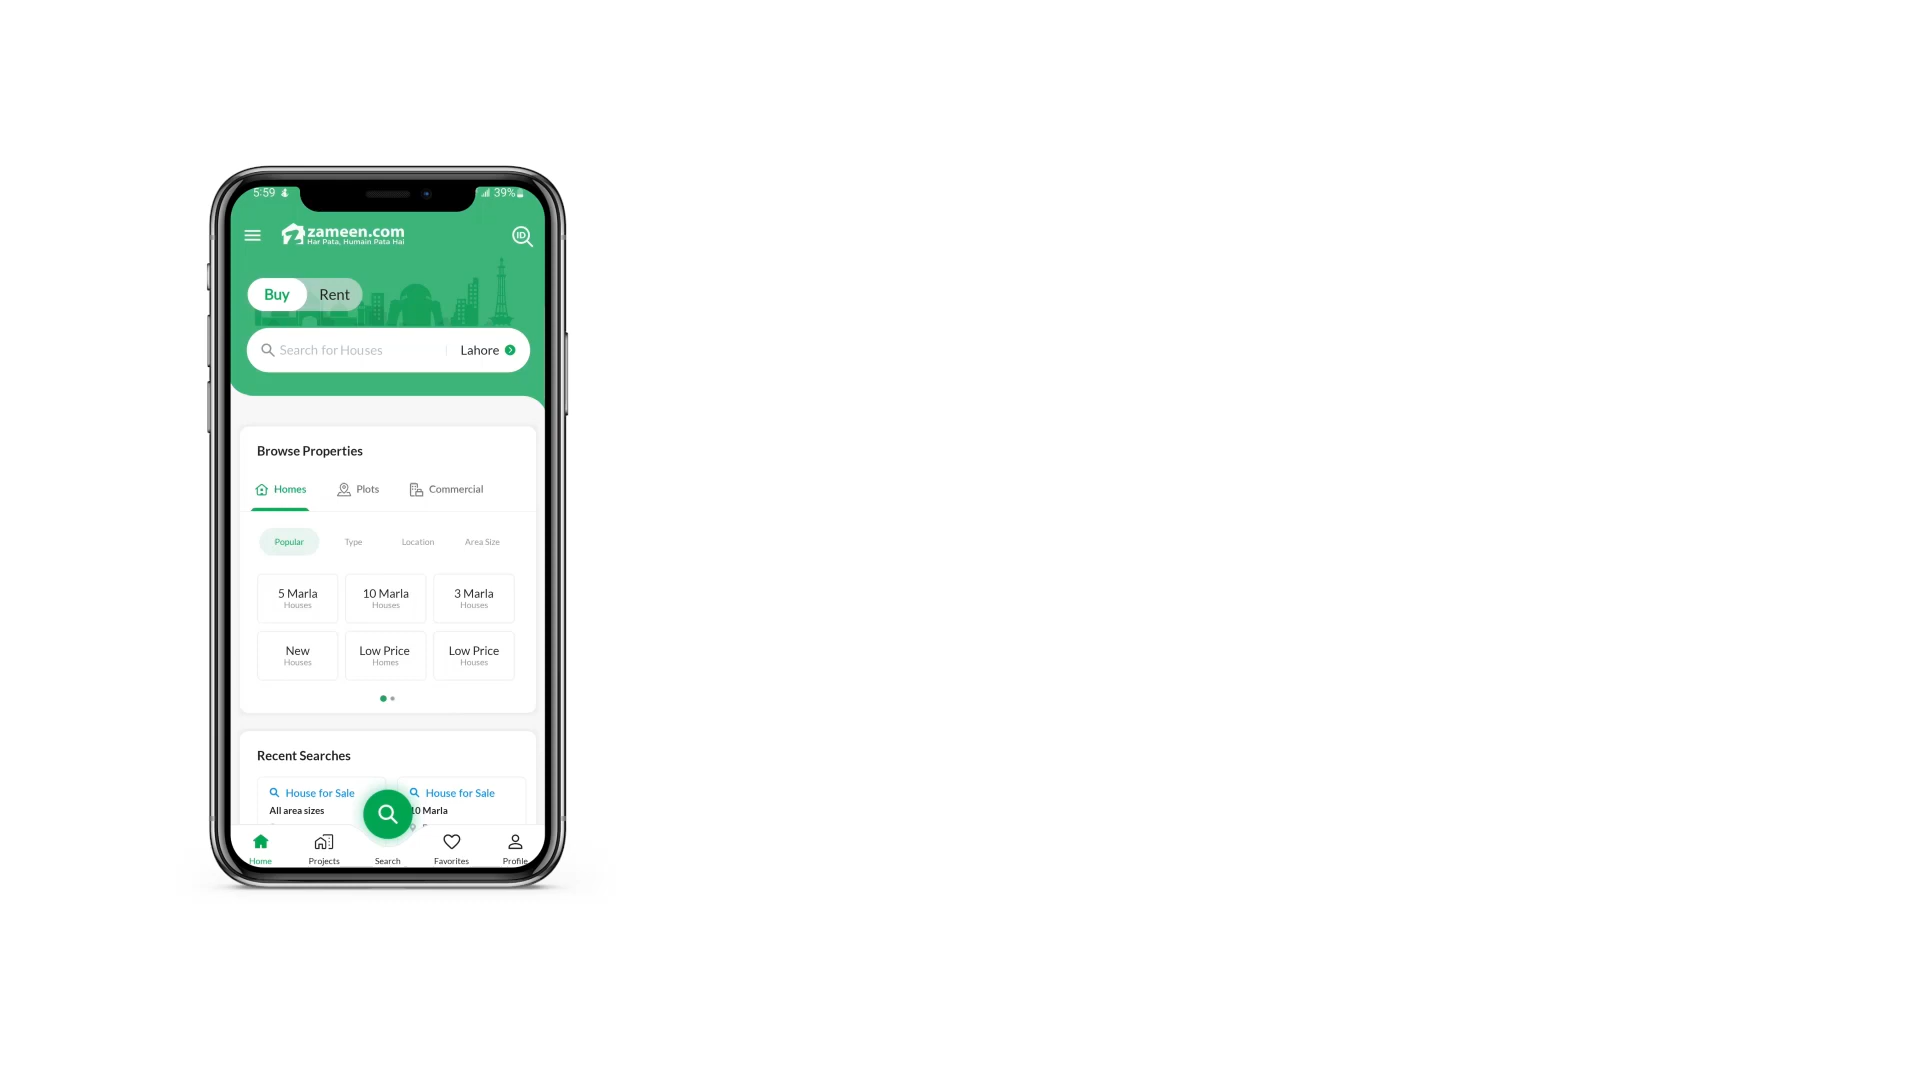 5:59 39%
zameen.com
Har Pata, Humain Pata Hai
ID
Buy Rent
Search for Houses Lahore
Browse Properties
Homes Plots Commercial
Popular Type Location Area Size
5 Marla 10 Marla 3 Marla
Houses Houses Houses
New Low Price Low Price
Houses Homes Houses
Recent Searches
House for Sale House for Sale
All area sizes 10 Marla
Home Projects Search Favorites Profile